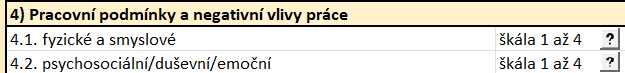 4) Pracovní podmínky a negativní vlivy práce
4.1. fyzické a smyslové škála 1 až 4 ?
4.2. psychosociální/duševní/emoční škála 1 až 4 ?